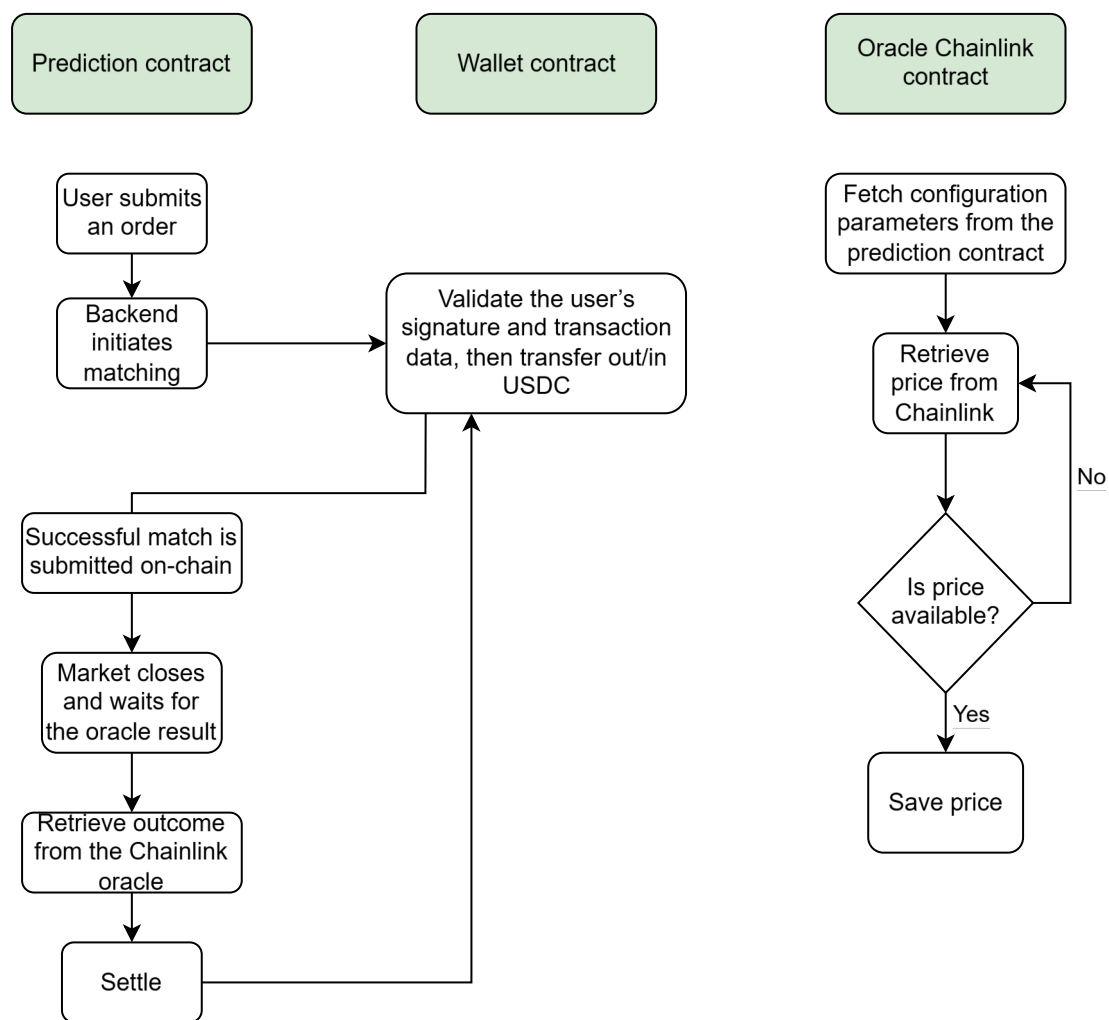 Prediction contract
Wallet contract
Oracle Chainlink
contract
User submits
an order
Backend
initiates
matching
Validate the user’s
signature and transaction
data, then transfer out/in
USDC
Successful match is
submitted on-chain
Market closes
and waits for
the oracle result
Retrieve outcome
from the Chainlink
oracle
Settle
Fetch configuration
parameters from the
prediction contract
Retrieve
price from
Chainlink
No
Is price
available?
Yes
Save price